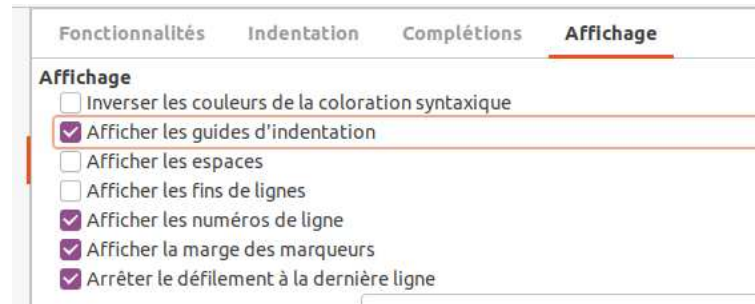 Fonctionnalités Indentation Complétions Affichage
Affichage
Inverser les couleurs de la coloration syntaxique
Afficher les guides d'indentation
Afficher les espaces
Afficher les fins de lignes
Afficher les numéros de ligne
Afficher la marge des marqueurs
Arrêter le défilement à la dernière ligne